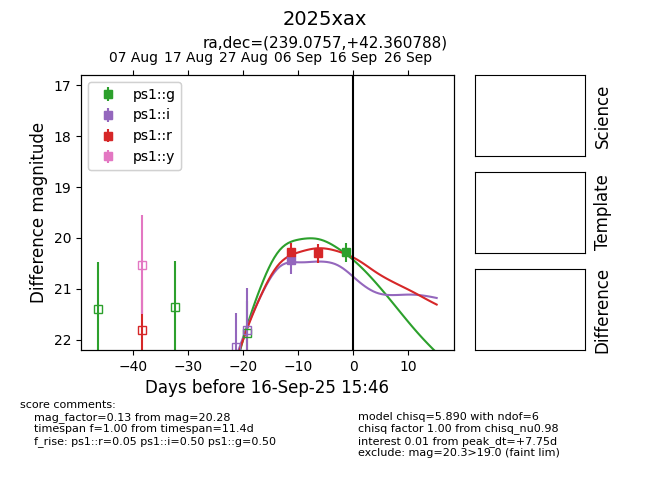 2025xax
ra,dec=(239.0757,+42.360788)
07 Aug 17 Aug 27 Aug 06 Sep 16 Sep 26 Sep
17
18
19
20
21
22
Difference magnitude
ps1::g
ps1::i
ps1::r
ps1::y
Science
Template
Difference
−40 −30 −20 −10 0 10
Days before 16-Sep-25 15:46
score comments:
mag_factor=0.13 from mag=20.28
timespan f=1.00 from timespan=11.4d
f_rise: ps1::r=0.05 ps1::i=0.50 ps1::g=0.50
model chisq=5.890 with ndof=6
chisq factor 1.00 from chisq_nu0.98
interest 0.01 from peak_dt=+7.75d
exclude: mag=20.3>19.0 (faint lim)